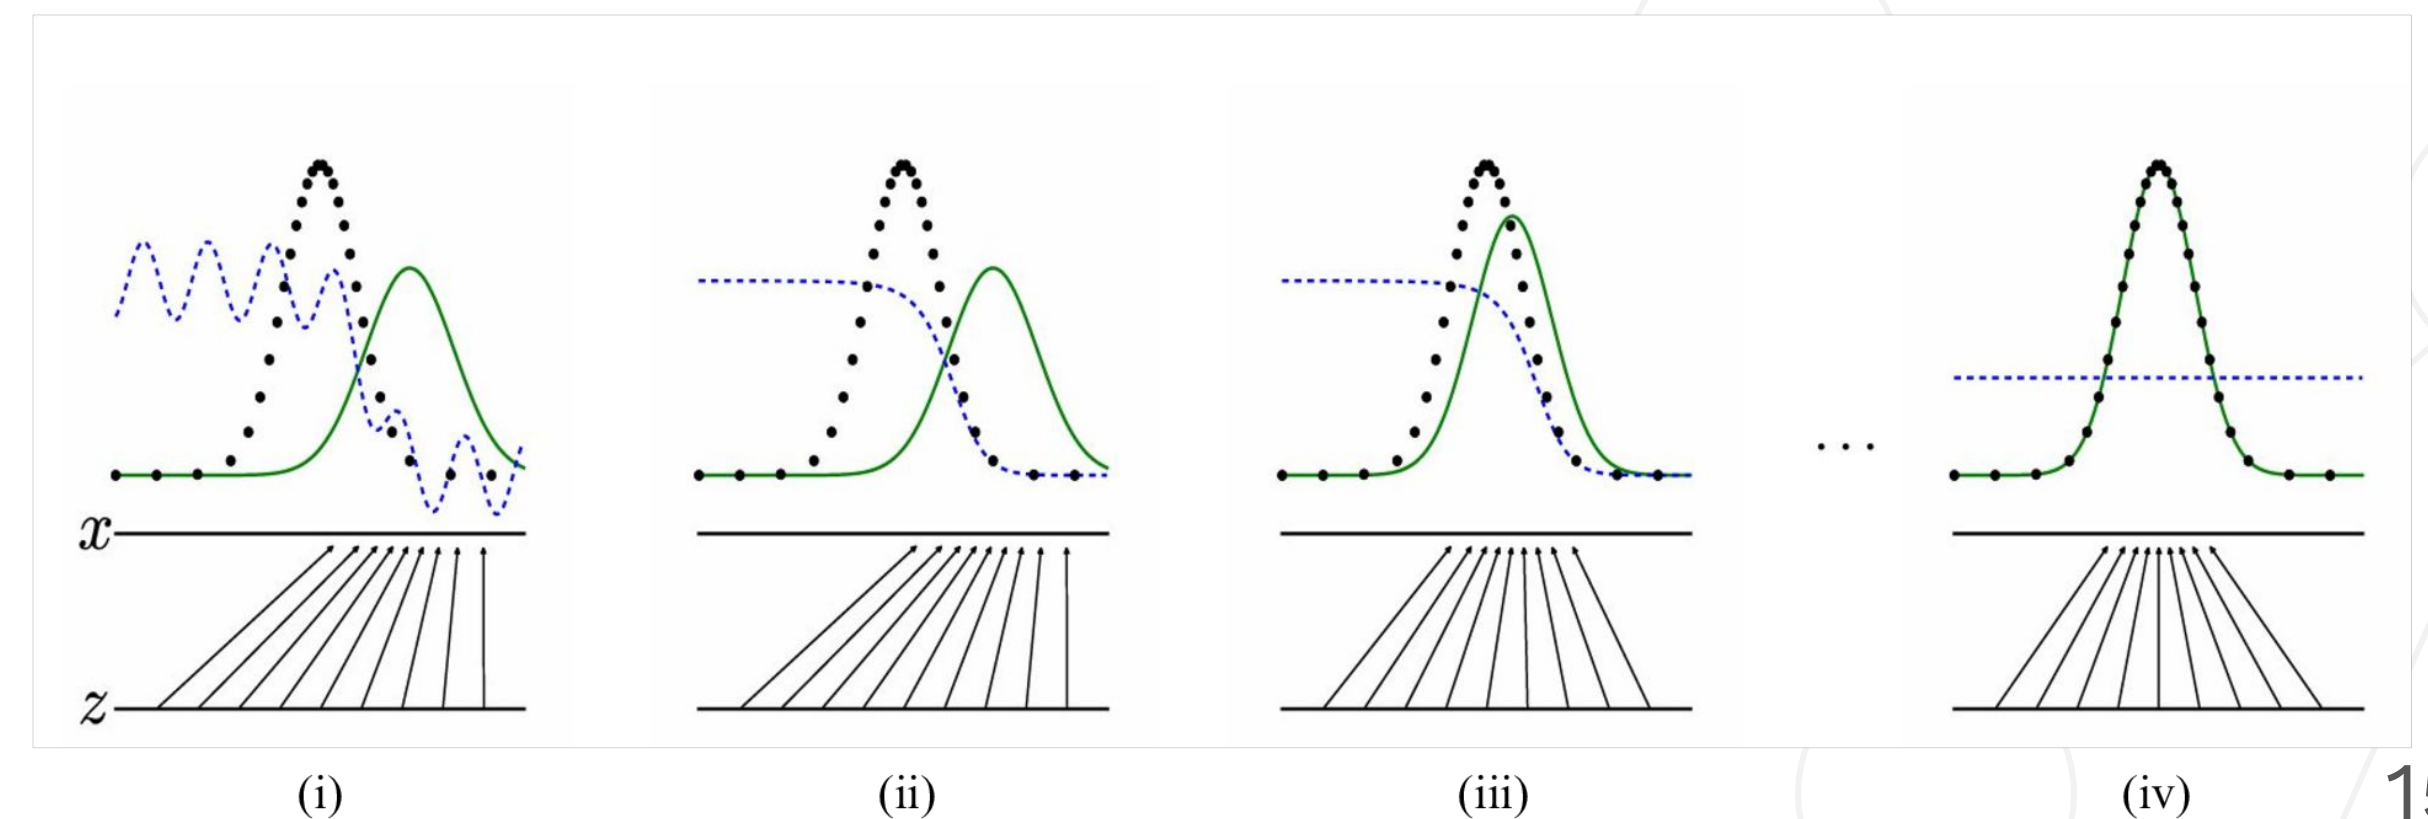 . . .
x
z
(i) (ii) (iii) (iv)